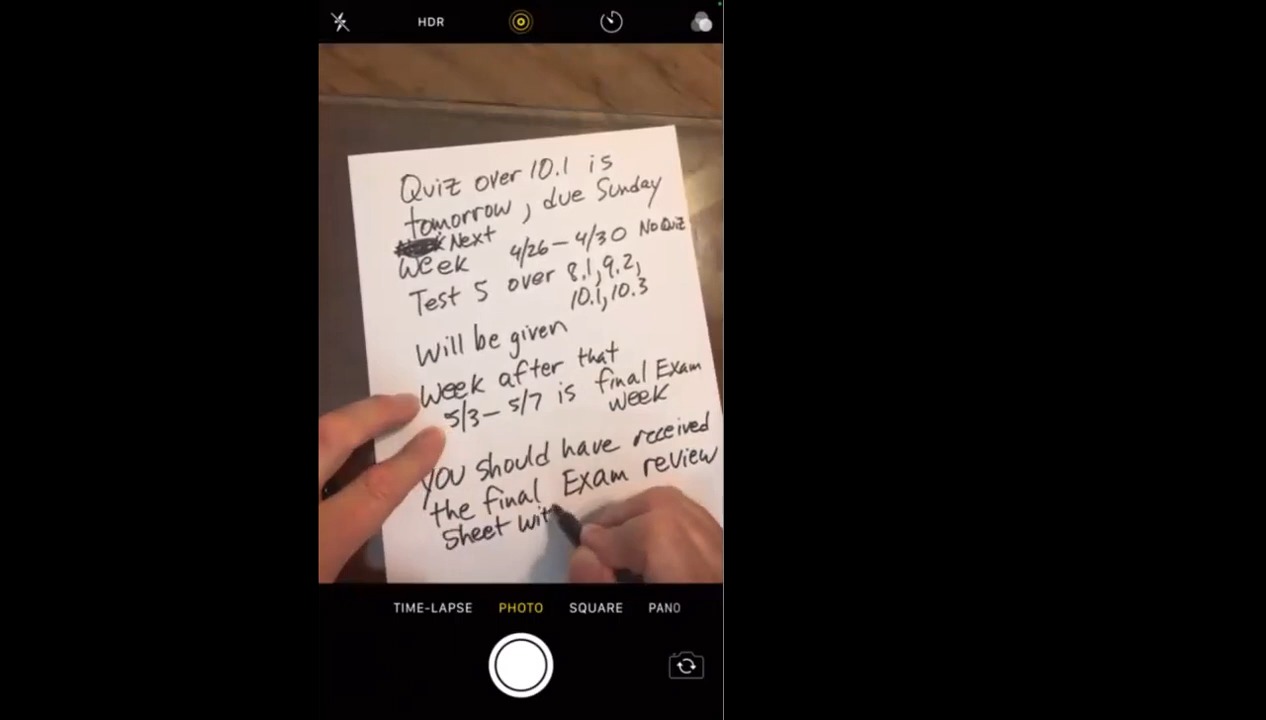 HDR
Quiz over 10.1 is
tomorrow, due Sunday
Next
Week 4/26 – 4/30 No Quiz
Test 5 over 8.1, 9.2,
10.1, 10.3
Will be given
Week after that
5/3 – 5/7 is final Exam
week
You should have received
the final Exam review
Sheet wit
TIME-LAPSE PHOTO SQUARE PANO